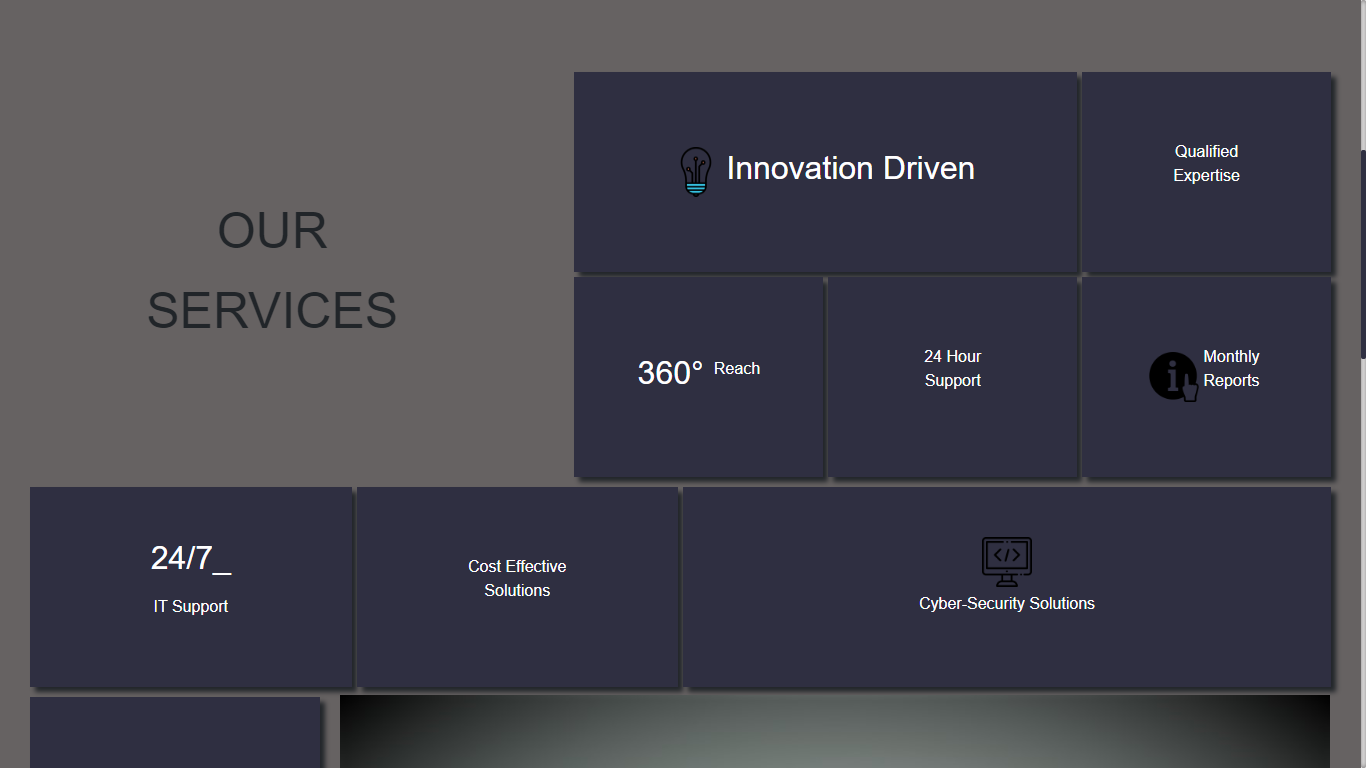 OUR
SERVICES
Innovation Driven
Qualified
Expertise
360° Reach
24 Hour
Support
Monthly
Reports
24/7_
IT Support
Cost Effective
Solutions
</>
Cyber-Security Solutions